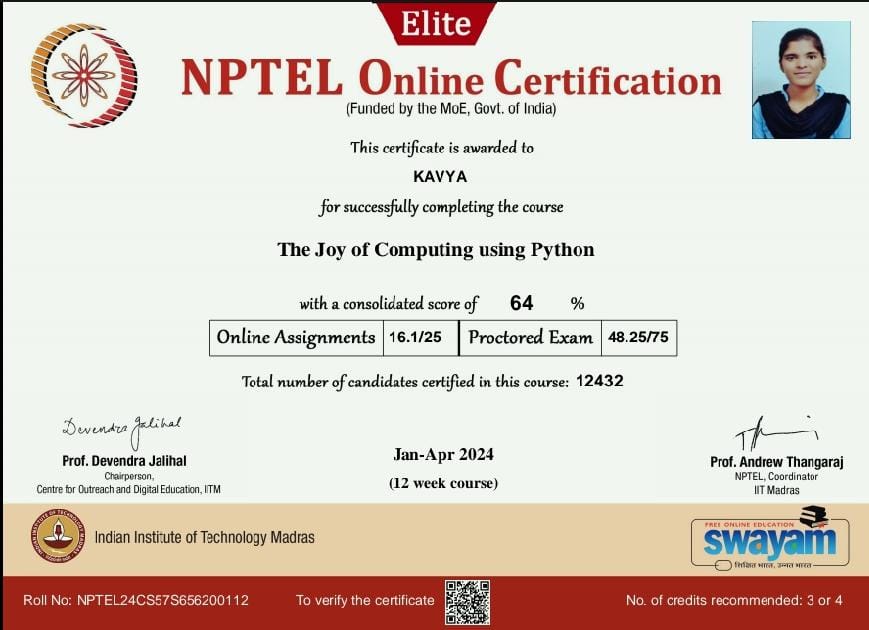 Elite
NPTEL Online Certification
(Funded by the MoE, Govt. of India)
This certificate is awarded to
KAVYA
for successfully completing the course
The Joy of Computing using Python
with a consolidated score of 64 %
Online Assignments 16.1/25 Proctored Exam 48.25/75
Total number of candidates certified in this course: 12432
Devendra Jalihal
Prof. Devendra Jalihal
Chairperson,
Centre for Outreach and Digital Education, IITM
Jan-Apr 2024
(12 week course)
Prof. Andrew Thangaraj
NPTEL, Coordinator
IIT Madras
Indian Institute of Technology Madras
FREE ONLINE EDUCATION
swayam
शिक्षित भारत, उन्नत भारत
Roll No: NPTEL24CS57S656200112
To verify the certificate
No. of credits recommended: 3 or 4